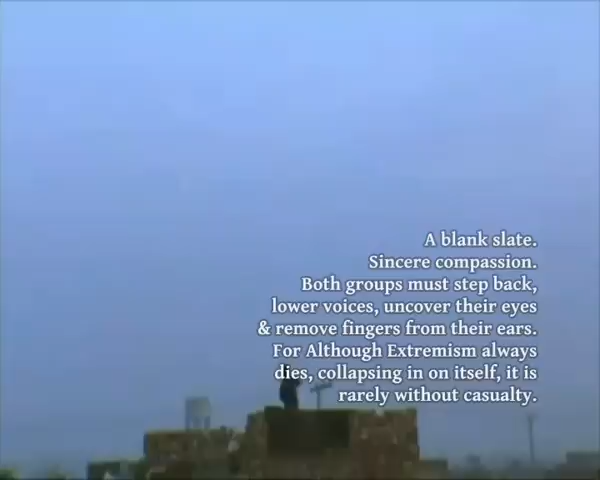 A blank slate.
Sincere compassion.
Both groups must step back,
lower voices, uncover their eyes
& remove fingers from their ears.
For Although Extremism always
dies, collapsing in on itself, it is
rarely without casualty.